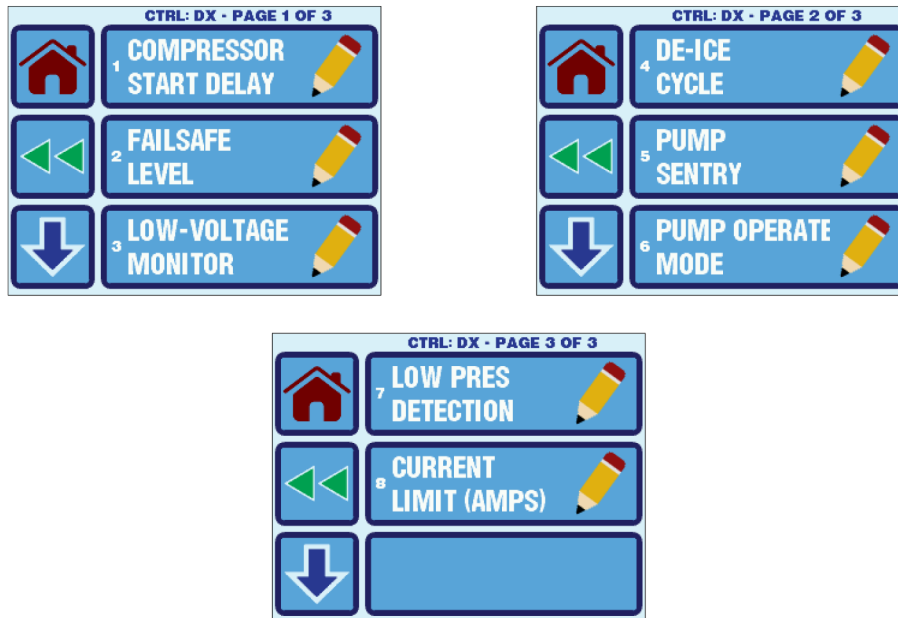 CTRL: DX - PAGE 1 OF 3
1 COMPRESSOR
START DELAY
2 FAILSAFE
LEVEL
3 LOW-VOLTAGE
MONITOR
CTRL: DX - PAGE 2 OF 3
4 DE-ICE
CYCLE
5 PUMP
SENTRY
6 PUMP OPERATE
MODE
CTRL: DX - PAGE 3 OF 3
7 LOW PRES
DETECTION
8 CURRENT
LIMIT (AMPS)